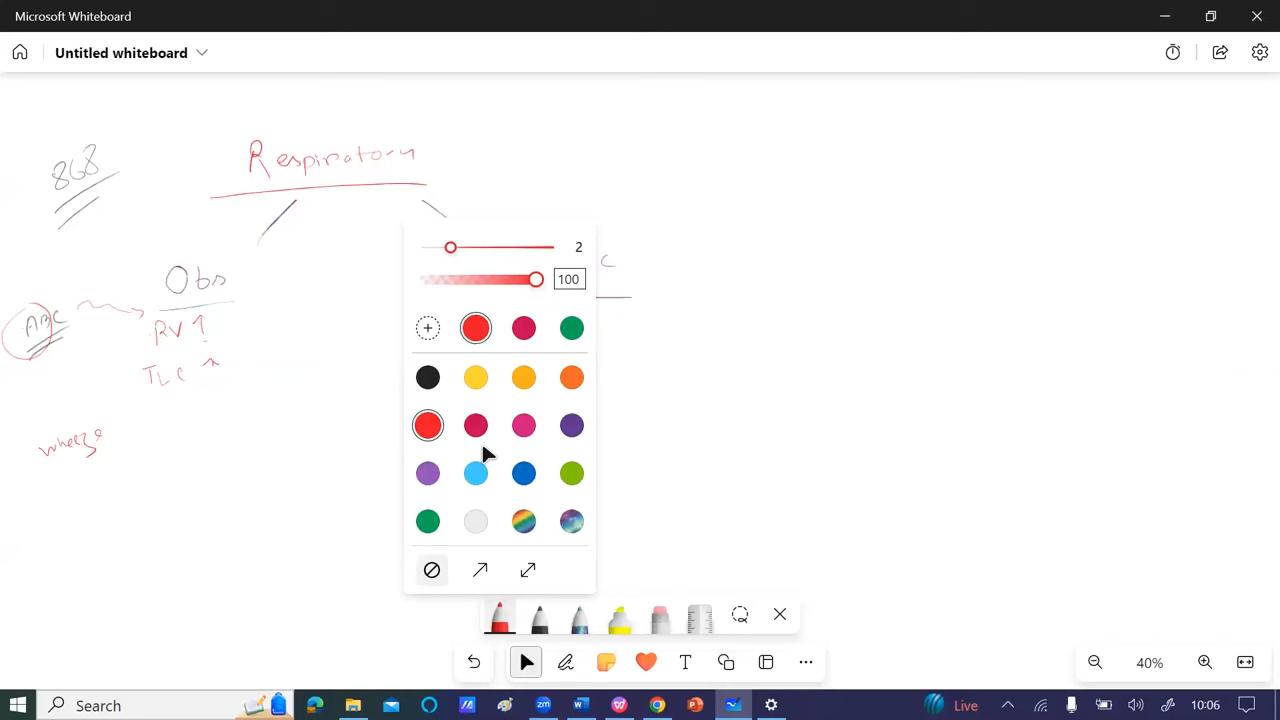 Microsoft Whiteboard
Untitled whiteboard
868
Respiratory
Obs
c
ABC
RV ↑
TLC ↑
wheeze
2
100
40%
Search
Live
10:06